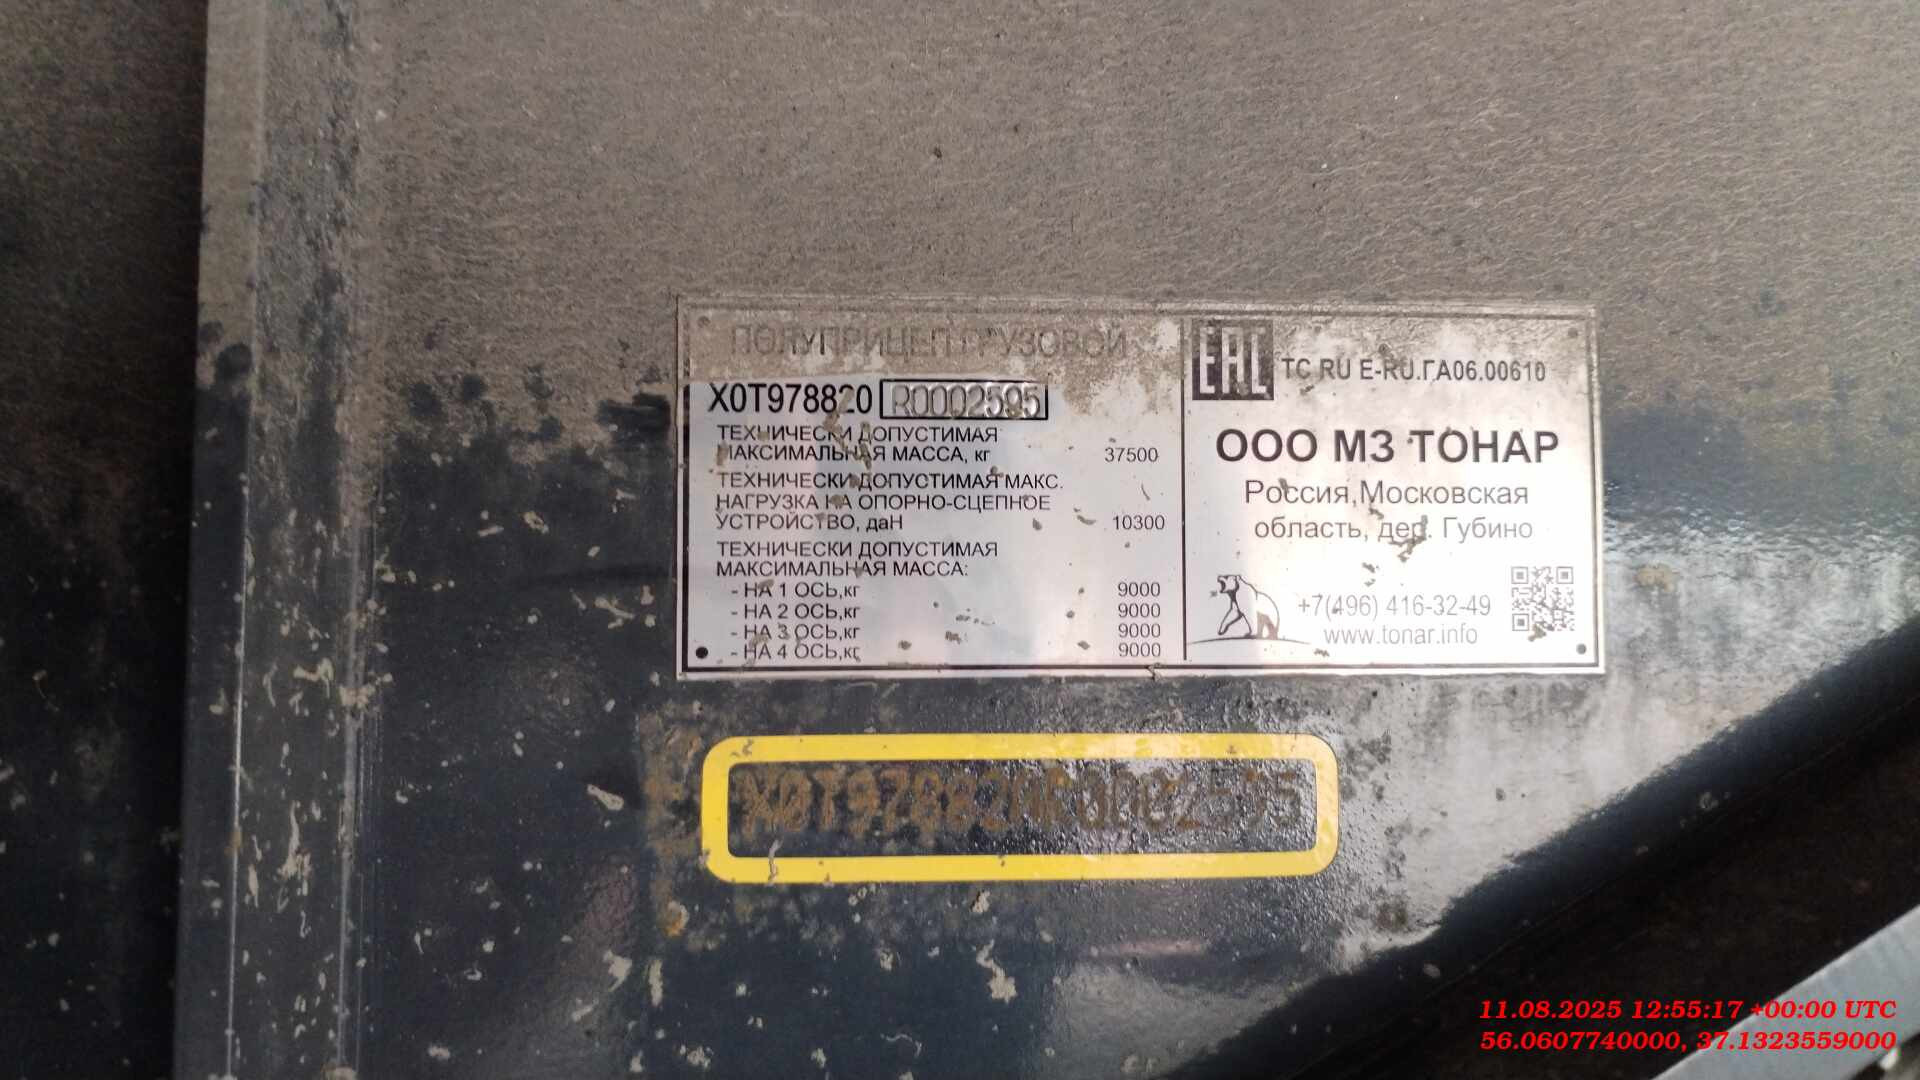 ПОЛУПРИЦЕП ГРУЗОВОЙ
X0T978820 R0002595
ТЕХНИЧЕСКИ ДОПУСТИМАЯ
МАКСИМАЛЬНАЯ МАССА, кг 37500
ТЕХНИЧЕСКИ ДОПУСТИМАЯ МАКС.
НАГРУЗКА НА ОПОРНО-СЦЕПНОЕ
УСТРОЙСТВО, даН 10300
ТЕХНИЧЕСКИ ДОПУСТИМАЯ
МАКСИМАЛЬНАЯ МАССА:
- НА 1 ОСЬ,кг 9000
- НА 2 ОСЬ,кг 9000
- НА 3 ОСЬ,кг 9000
- НА 4 ОСЬ,кг 9000
EAC TC RU E-RU.ГА06.00610
ООО МЗ ТОНАР
Россия,Московская
область, дер. Губино
+7(496) 416-32-49
www.tonar.info
X0T978820R0002595
11.08.2025 12:55:17 +00:00 UTC
56.0607740000, 37.1323559000